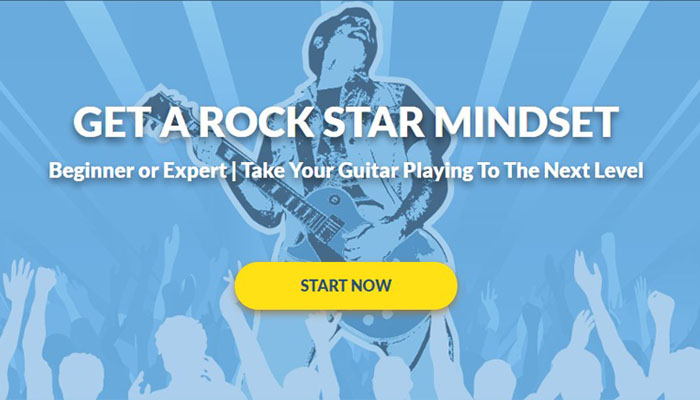 GET A ROCK STAR MINDSET
Beginner or Expert | Take Your Guitar Playing To The Next Level
START NOW